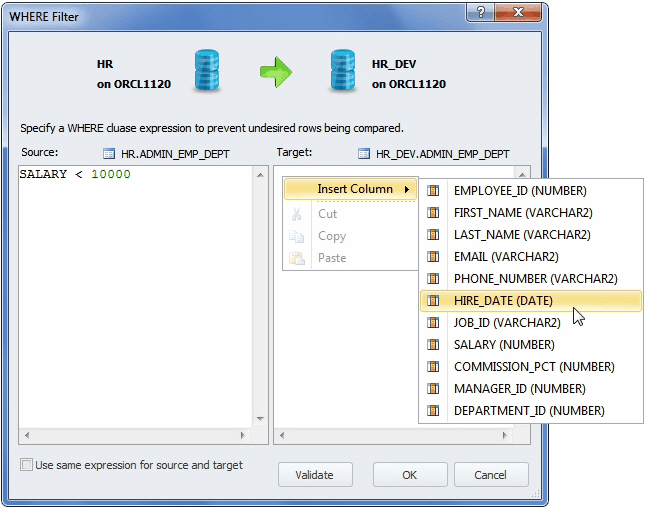 WHERE Filter
?
HR
on ORCL1120
HR_DEV
on ORCL1120
Specify a WHERE cluase expression to prevent undesired rows being compared.
Source: HR.ADMIN_EMP_DEPT
Target: HR_DEV.ADMIN_EMP_DEPT
SALARY < 10000
Insert Column
Cut
Copy
Paste
EMPLOYEE_ID (NUMBER)
FIRST_NAME (VARCHAR2)
LAST_NAME (VARCHAR2)
EMAIL (VARCHAR2)
PHONE_NUMBER (VARCHAR2)
HIRE_DATE (DATE)
JOB_ID (VARCHAR2)
SALARY (NUMBER)
COMMISSION_PCT (NUMBER)
MANAGER_ID (NUMBER)
DEPARTMENT_ID (NUMBER)
Use same expression for source and target
Validate
OK
Cancel